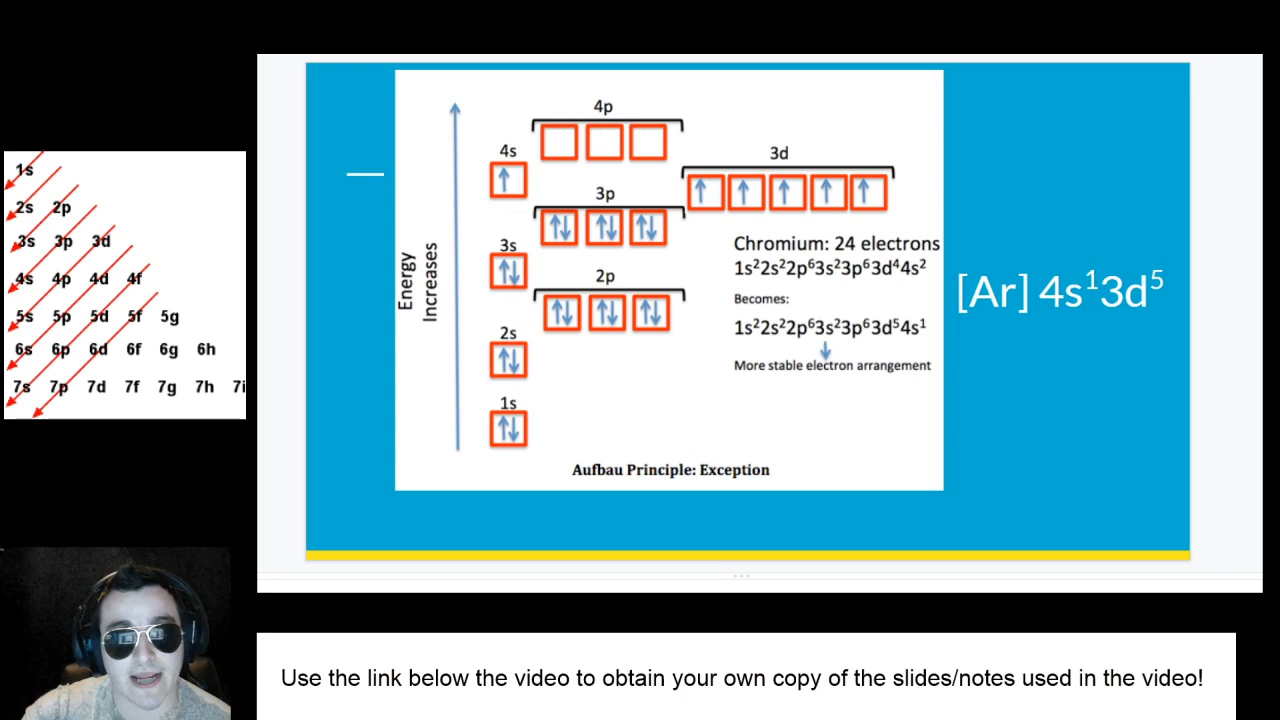 1s
2s 2p
3s 3p 3d
4s 4p 4d 4f
5s 5p 5d 5f 5g
6s 6p 6d 6f 6g 6h
7s 7p 7d 7f 7g 7h 7i
Energy
Increases
4p
4s
3d
3p
3s
2p
2s
1s
Chromium: 24 electrons
1s²2s²2p⁶3s²3p⁶3d⁴4s²
Becomes:
1s²2s²2p⁶3s²3p⁶3d⁵4s¹
More stable electron arrangement
Aufbau Principle: Exception
[Ar] 4s¹3d⁵
Use the link below the video to obtain your own copy of the slides/notes used in the video!